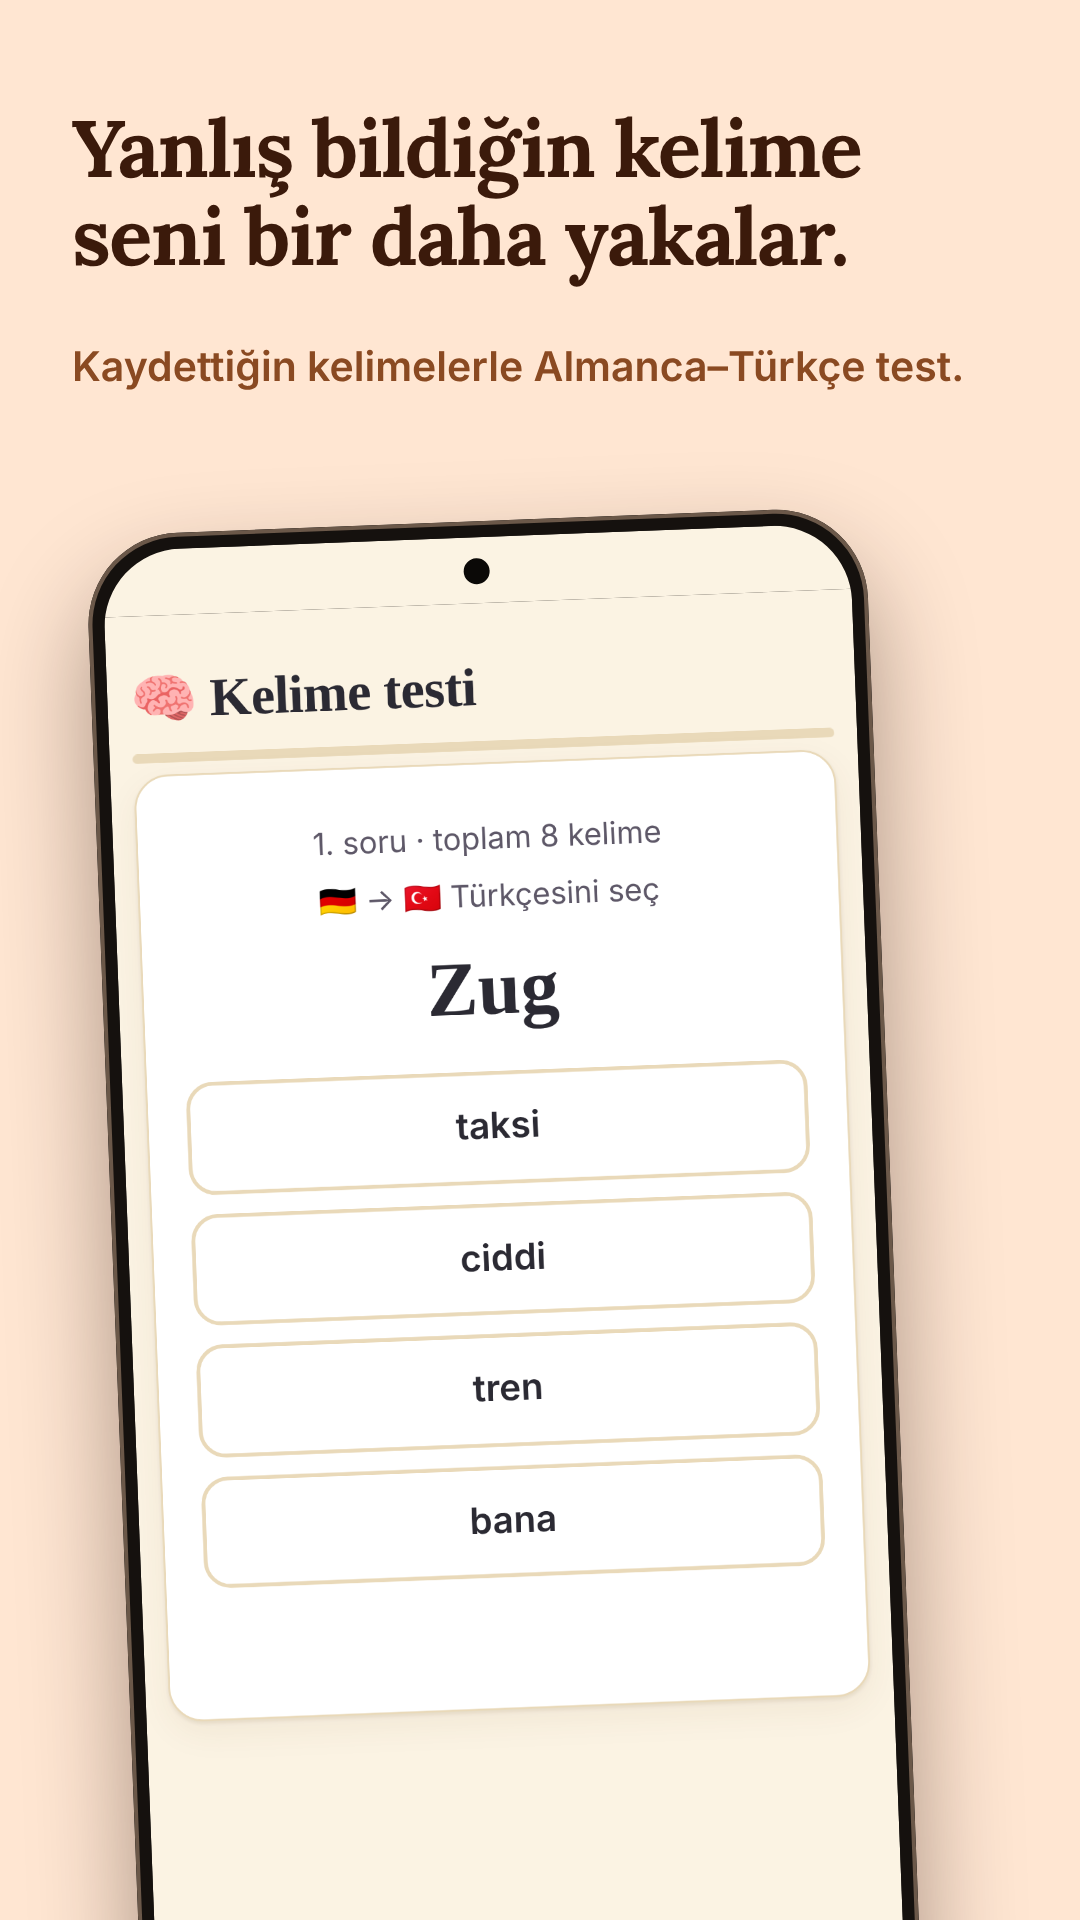 Yanlış bildiğin kelime
seni bir daha yakalar.
Kaydettiğin kelimelerle Almanca–Türkçe test.
🧠 Kelime testi
1. soru · toplam 8 kelime
🇩🇪 → 🇹🇷 Türkçesini seç
Zug
taksi
ciddi
tren
bana